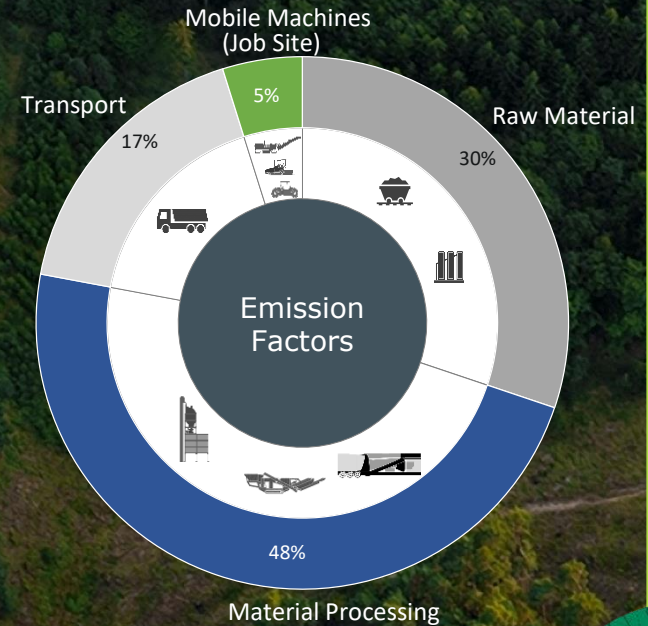 Mobile Machines
(Job Site)
5%
Transport
17%
Raw Material
30%
Emission
Factors
48%
Material Processing